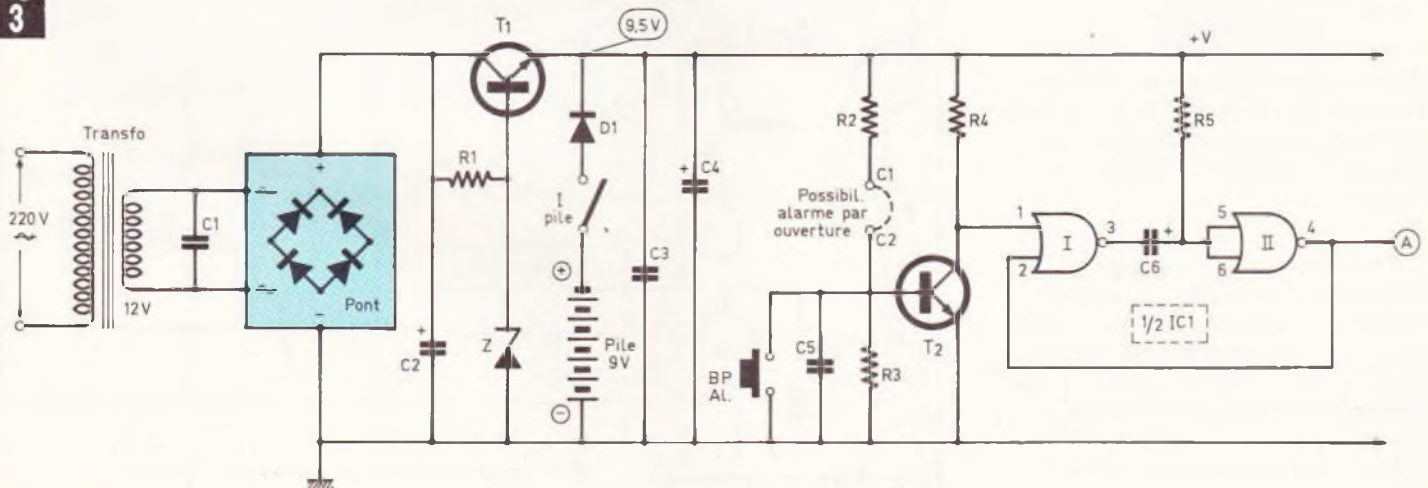 3
Transfo
220 V
~
12 V
C1
+
-
Pont
C2
+
R1
T1
Z
9,5 V
D1
I
pile
+
Pile
9V
-
C3
+
C4
R2
C1
Possibil.
alarme par
ouverture
C2
BP
Al.
C5
R3
R4
T2
1
2
I
3
C6
+
+V
R5
5
6
II
4
A
1/2 IC1